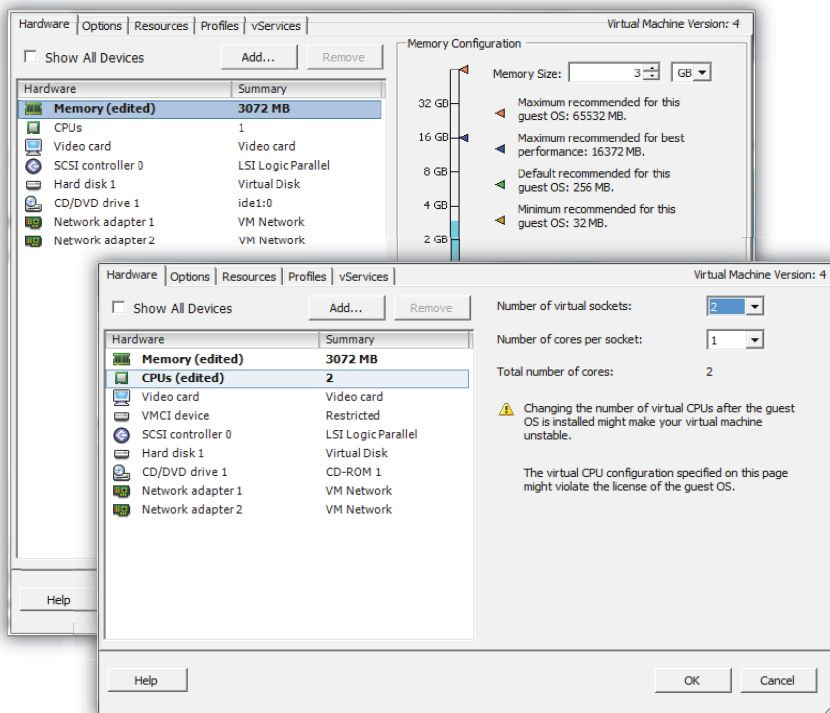 Hardware Options Resources Profiles vServices Virtual Machine Version: 4
Show All Devices Add... Remove
Hardware Summary
Memory (edited) 3072 MB
CPUs 1
Video card Video card
SCSI controller 0 LSI Logic Parallel
Hard disk 1 Virtual Disk
CD/DVD drive 1 ide1:0
Network adapter 1 VM Network
Network adapter 2 VM Network
Memory Configuration
Memory Size: 3 GB
32 GB
16 GB
8 GB
4 GB
2 GB
Maximum recommended for this
guest OS: 65532 MB.
Maximum recommended for best
performance: 16372 MB.
Default recommended for this
guest OS: 256 MB.
Minimum recommended for this
guest OS: 32 MB.
Help
Hardware Options Resources Profiles vServices Virtual Machine Version: 4
Show All Devices Add... Remove
Hardware Summary
Memory (edited) 3072 MB
CPUs (edited) 2
Video card Video card
VMCI device Restricted
SCSI controller 0 LSI Logic Parallel
Hard disk 1 Virtual Disk
CD/DVD drive 1 CD-ROM 1
Network adapter 1 VM Network
Network adapter 2 VM Network
Number of virtual sockets: 2
Number of cores per socket: 1
Total number of cores: 2
Changing the number of virtual CPUs after the guest
OS is installed might make your virtual machine
unstable.
The virtual CPU configuration specified on this page
might violate the license of the guest OS.
Help OK Cancel